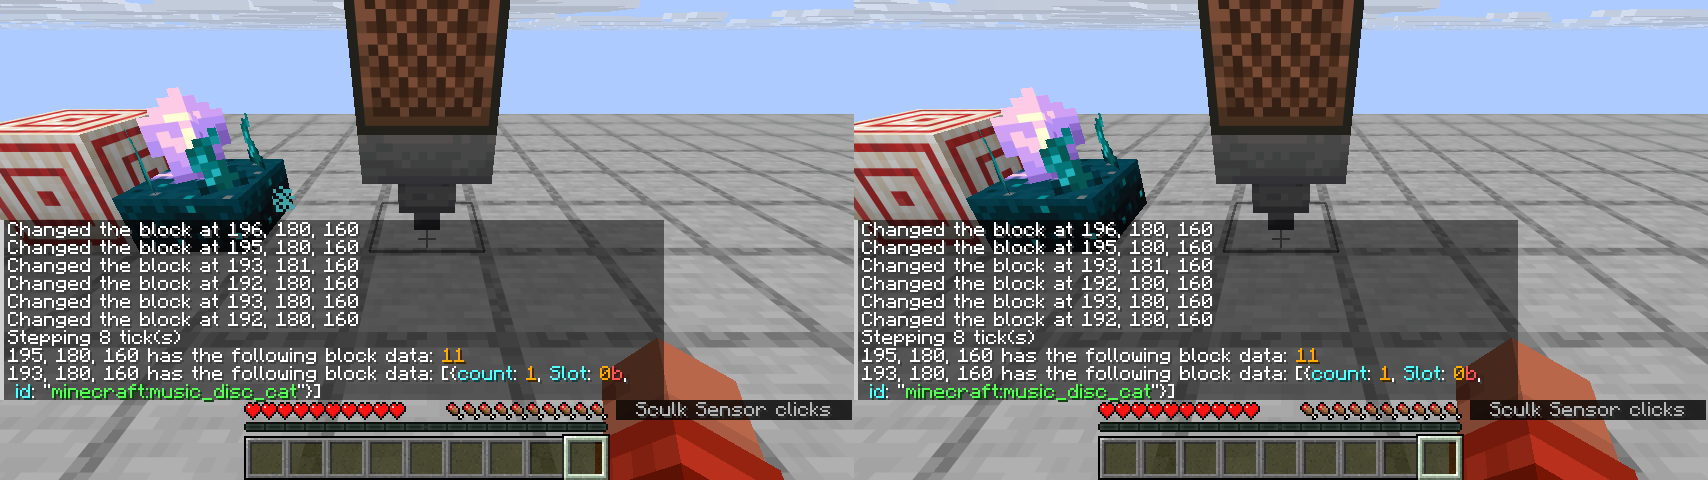 Changed the block at 196, 180, 160
Changed the block at 195, 180, 160
Changed the block at 193, 181, 160
Changed the block at 192, 180, 160
Changed the block at 193, 180, 160
Changed the block at 192, 180, 160
Stepping 8 tick(s)
195, 180, 160 has the following block data: 11
193, 180, 160 has the following block data: [{count: 1, Slot: 0b,
id: "minecraft:music_disc_cat"}]
Sculk Sensor clicks
Changed the block at 196, 180, 160
Changed the block at 195, 180, 160
Changed the block at 193, 181, 160
Changed the block at 192, 180, 160
Changed the block at 193, 180, 160
Changed the block at 192, 180, 160
Stepping 8 tick(s)
195, 180, 160 has the following block data: 11
193, 180, 160 has the following block data: [{count: 1, Slot: 0b,
id: "minecraft:music_disc_cat"}]
Sculk Sensor clicks